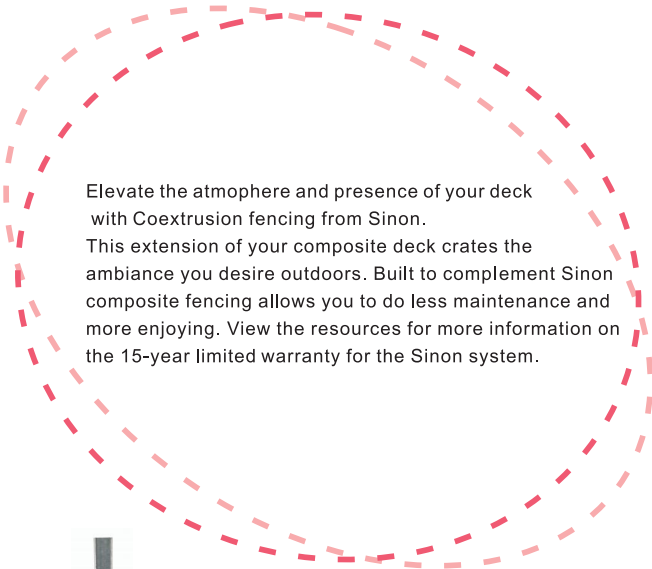 Elevate the atmophere and presence of your deck
with Coextrusion fencing from Sinon.
This extension of your composite deck crates the
ambiance you desire outdoors. Built to complement Sinon
composite fencing allows you to do less maintenance and
more enjoying. View the resources for more information on
the 15-year limited warranty for the Sinon system.